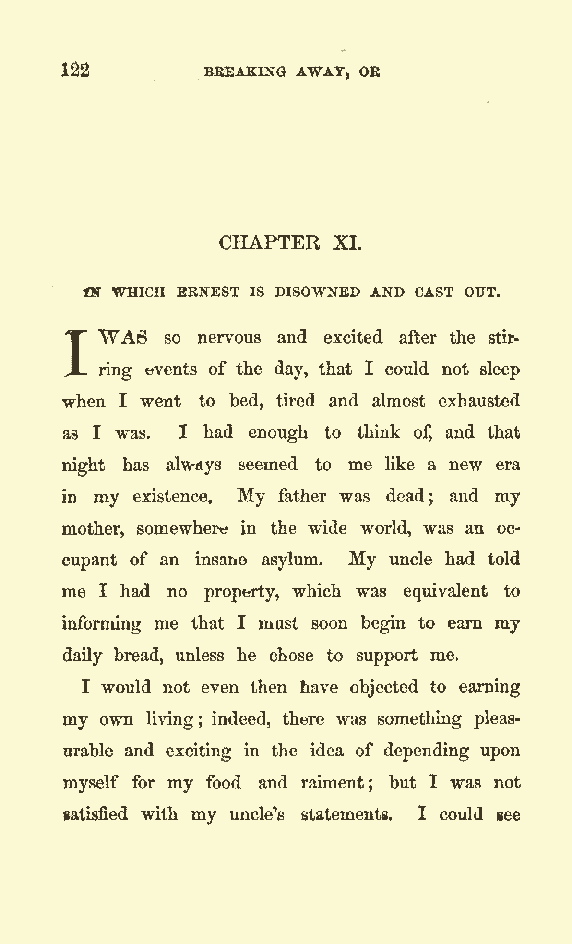 122 BREAKING AWAY, OR
CHAPTER XI.
IN WHICH ERNEST IS DISOWNED AND CAST OUT.
I WAS so nervous and excited after the stir-
ring events of the day, that I could not sleep
when I went to bed, tired and almost exhausted
as I was. I had enough to think of, and that
night has always seemed to me like a new era
in my existence. My father was dead; and my
mother, somewhere in the wide world, was an oc-
cupant of an insane asylum. My uncle had told
me I had no property, which was equivalent to
informing me that I must soon begin to earn my
daily bread, unless he chose to support me.
I would not even then have objected to earning
my own living; indeed, there was something pleas-
urable and exciting in the idea of depending upon
myself for my food and raiment; but I was not
satisfied with my uncle's statements. I could see